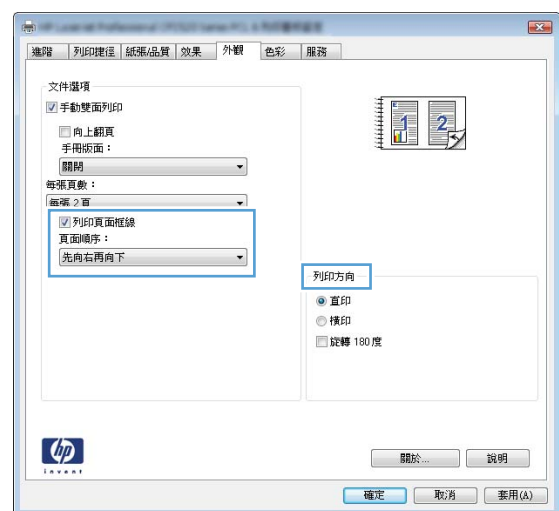 進階 列印捷徑 紙張/品質 效果 外觀 色彩 服務
文件選項
手動雙面列印
向上翻頁
手冊版面：
關閉
每張頁數：
每張 2 頁
列印頁面框線
頁面順序：
先向右再向下
1 2
列印方向
直印
橫印
旋轉 180 度
hp
invent
關於... 說明
確定 取消 套用(A)